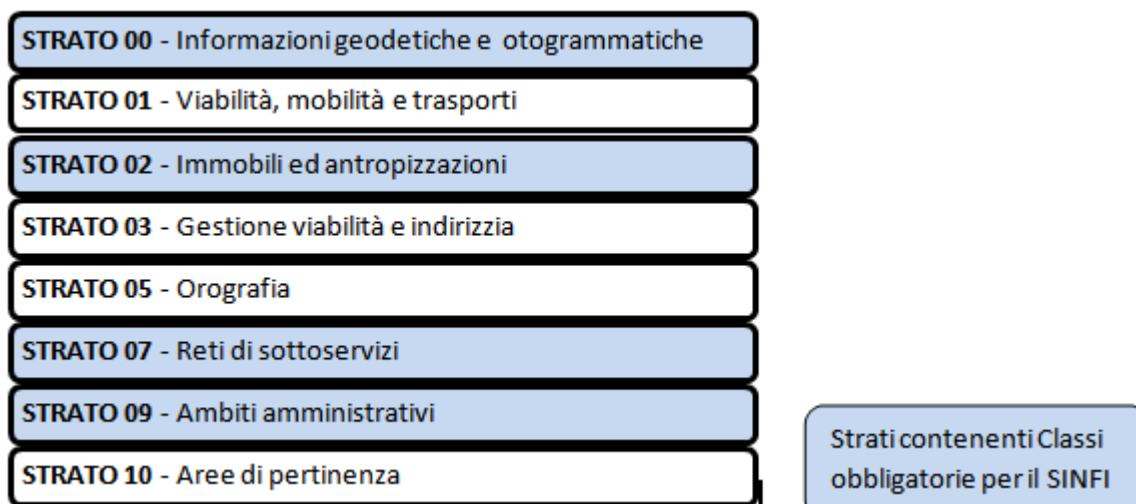 STRATO 00 - Informazioni geodetiche e otogrammatiche
STRATO 01 - Viabilità, mobilità e trasporti
STRATO 02 - Immobili ed antropizzazioni
STRATO 03 - Gestione viabilità e indirizzia
STRATO 05 - Orografia
STRATO 07 - Reti di sottoservizi
STRATO 09 - Ambiti amministrativi
STRATO 10 - Aree di pertinenza
Strati contenenti Classi
obbligatorie per il SINFI